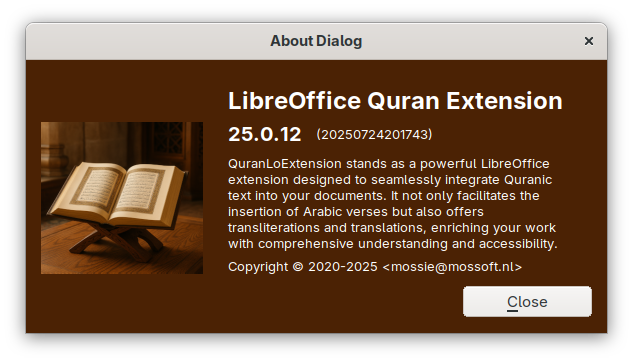 About Dialog
×
LibreOffice Quran Extension
25.0.12 (20250724201743)
QuranLoExtension stands as a powerful LibreOffice
extension designed to seamlessly integrate Quranic
text into your documents. It not only facilitates the
insertion of Arabic verses but also offers
transliterations and translations, enriching your work
with comprehensive understanding and accessibility.
Copyright © 2020-2025 <mossie@mossoft.nl>
Close